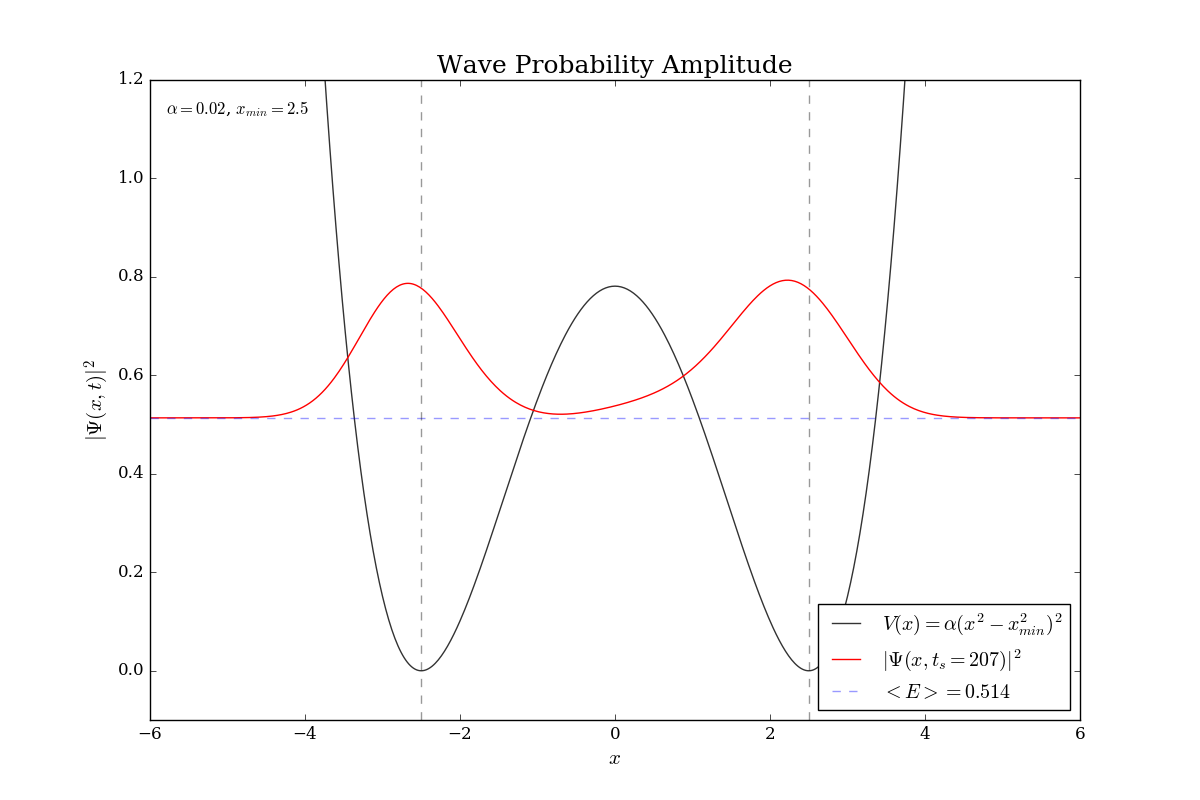 Wave Probability Amplitude
α = 0.02, x_min = 2.5
1.2
1.0
0.8
0.6
0.4
0.2
0.0
|Ψ(x, t)|²
−6
−4
−2
0
2
4
6
x
V(x) = α(x² − x²_min)²
|Ψ(x, t_s = 207)|²
< E > = 0.514